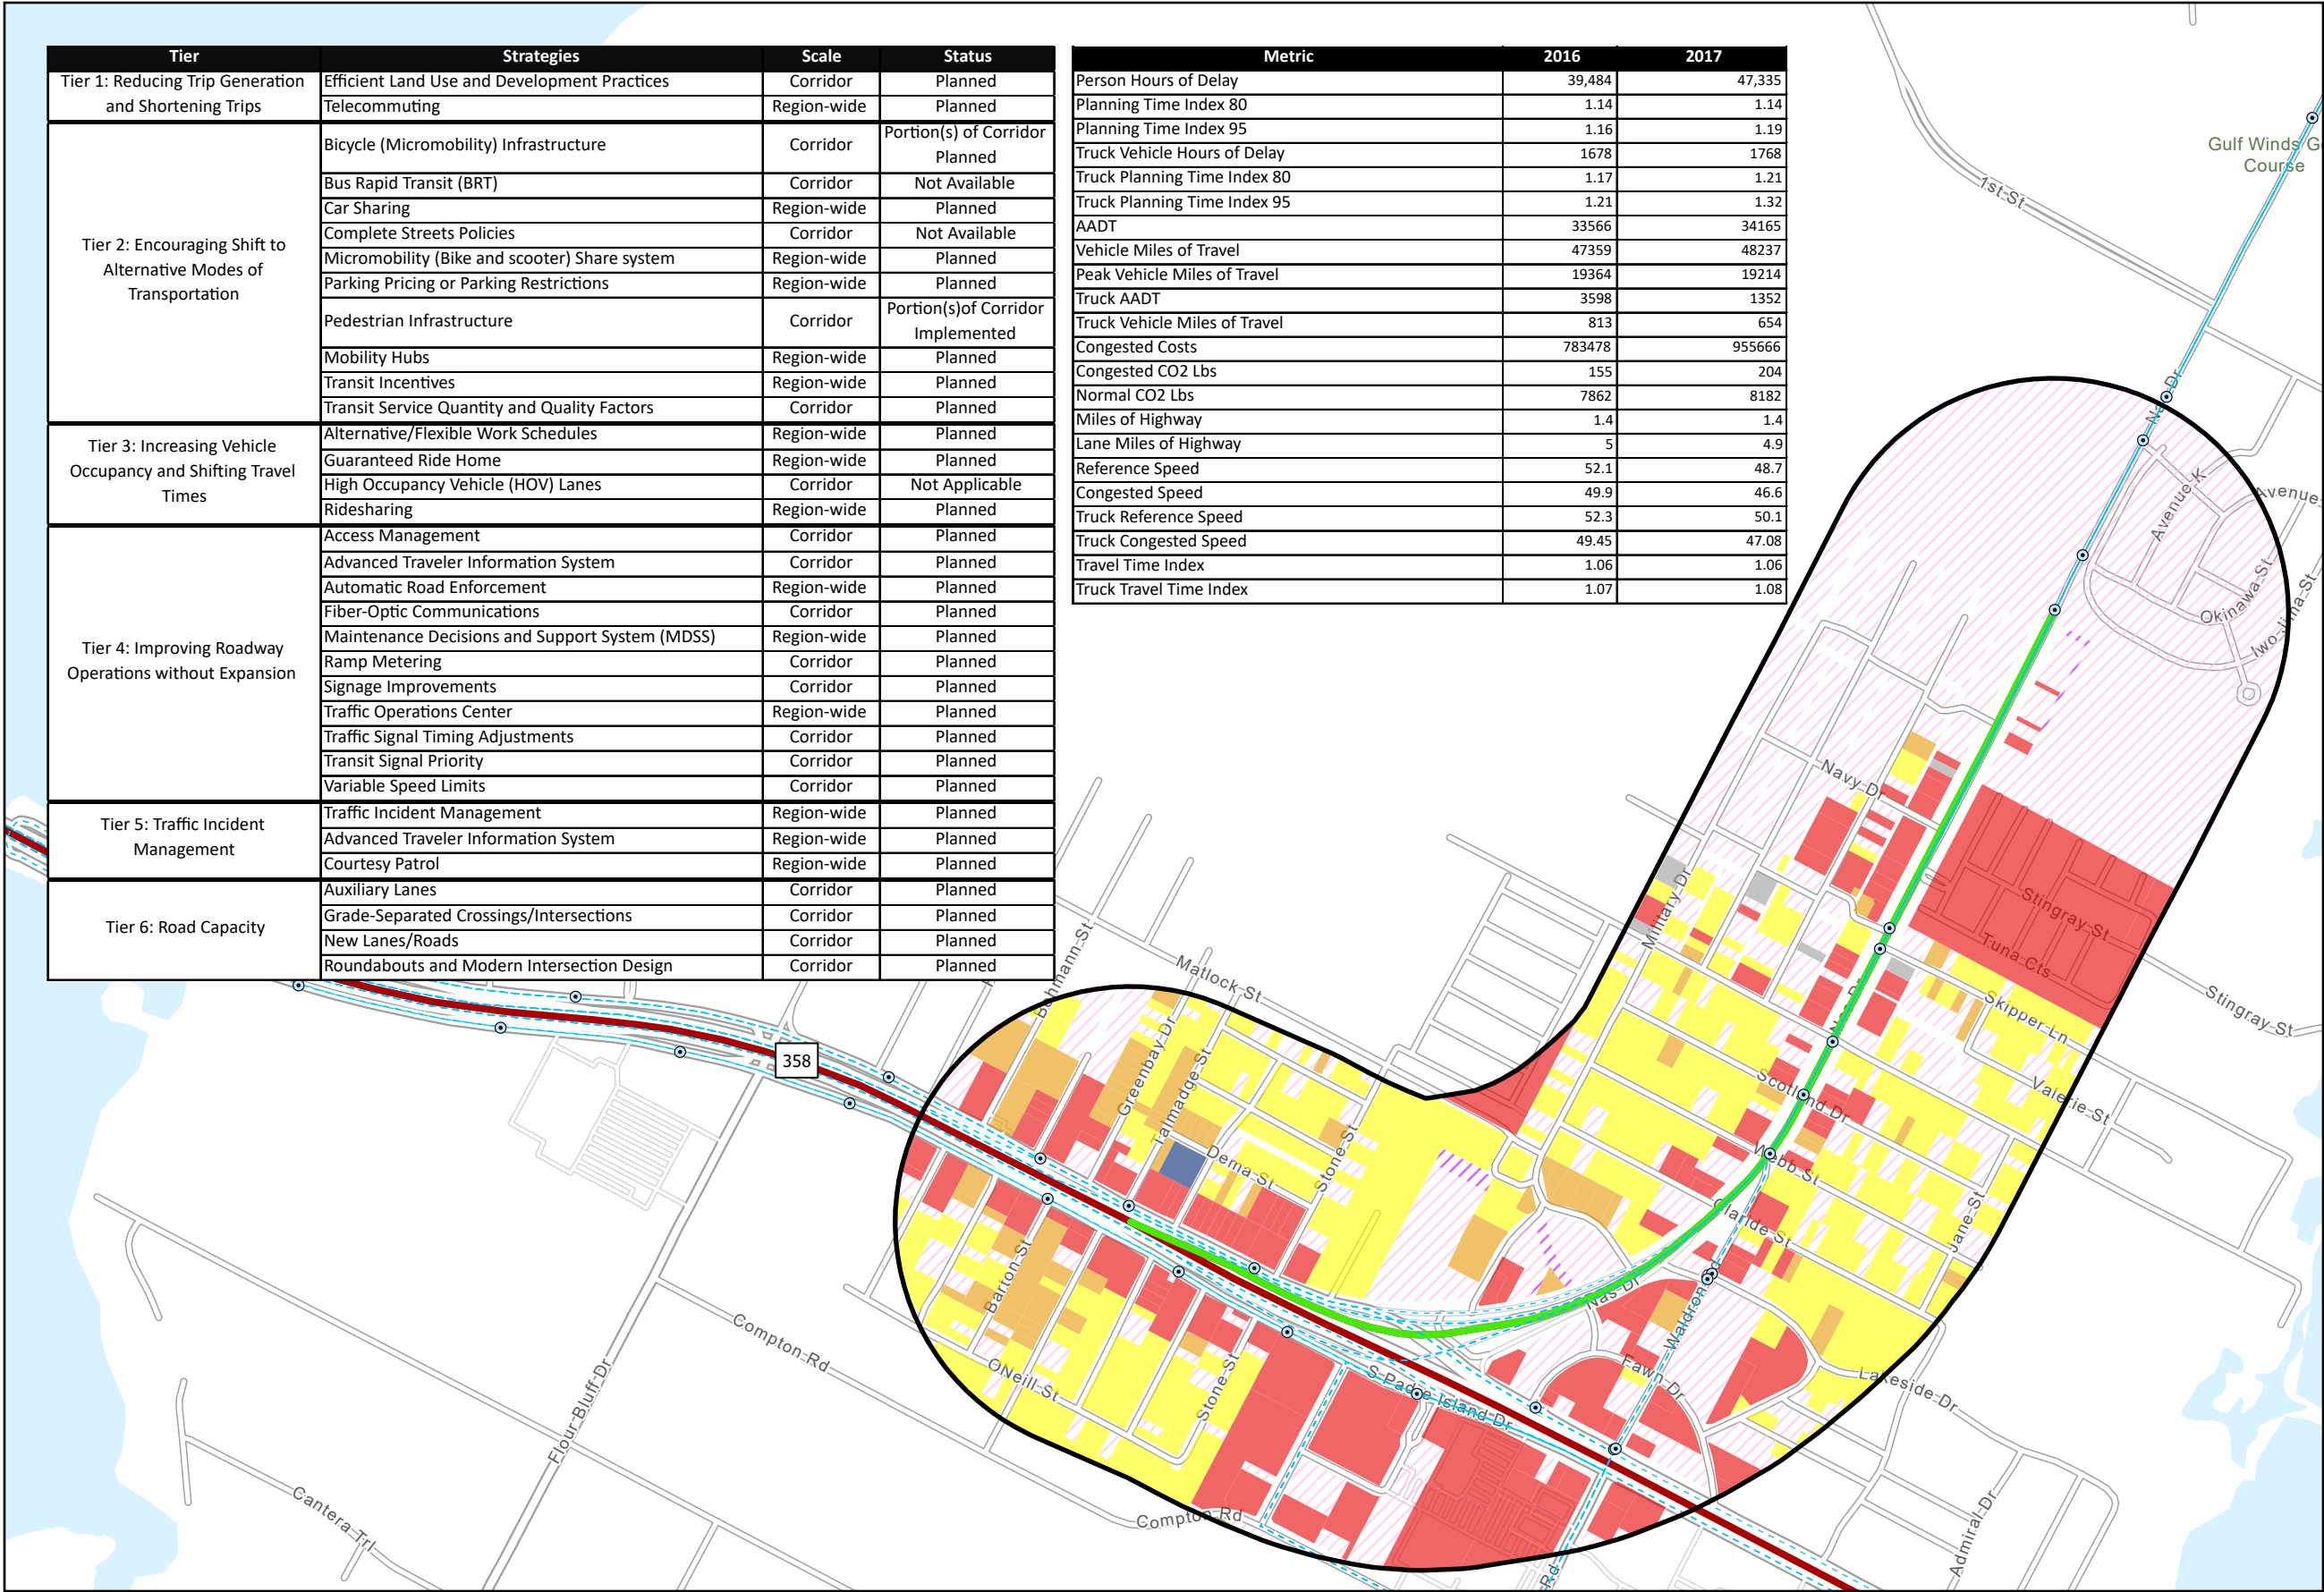 Tier Strategies Scale Status
Tier 1: Reducing Trip Generation and Shortening Trips
Efficient Land Use and Development Practices Corridor Planned
Telecommuting Region-wide Planned
Tier 2: Encouraging Shift to Alternative Modes of Transportation
Bicycle (Micromobility) Infrastructure Corridor Portion(s) of Corridor Planned
Bus Rapid Transit (BRT) Corridor Not Available
Car Sharing Region-wide Planned
Complete Streets Policies Corridor Not Available
Micromobility (Bike and scooter) Share system Region-wide Planned
Parking Pricing or Parking Restrictions Region-wide Planned
Pedestrian Infrastructure Corridor Portion(s)of Corridor Implemented
Mobility Hubs Region-wide Planned
Transit Incentives Region-wide Planned
Transit Service Quantity and Quality Factors Corridor Planned
Tier 3: Increasing Vehicle Occupancy and Shifting Travel Times
Alternative/Flexible Work Schedules Region-wide Planned
Guaranteed Ride Home Region-wide Planned
High Occupancy Vehicle (HOV) Lanes Corridor Not Applicable
Ridesharing Region-wide Planned
Tier 4: Improving Roadway Operations without Expansion
Access Management Corridor Planned
Advanced Traveler Information System Corridor Planned
Automatic Road Enforcement Region-wide Planned
Fiber-Optic Communications Corridor Planned
Maintenance Decisions and Support System (MDSS) Region-wide Planned
Ramp Metering Corridor Planned
Signage Improvements Corridor Planned
Traffic Operations Center Region-wide Planned
Traffic Signal Timing Adjustments Corridor Planned
Transit Signal Priority Corridor Planned
Variable Speed Limits Corridor Planned
Tier 5: Traffic Incident Management
Traffic Incident Management Region-wide Planned
Advanced Traveler Information System Region-wide Planned
Courtesy Patrol Region-wide Planned
Tier 6: Road Capacity
Auxiliary Lanes Corridor Planned
Grade-Separated Crossings/Intersections Corridor Planned
New Lanes/Roads Corridor Planned
Roundabouts and Modern Intersection Design Corridor Planned
Metric 2016 2017
Person Hours of Delay 39,484 47,335
Planning Time Index 80 1.14 1.14
Planning Time Index 95 1.16 1.19
Truck Vehicle Hours of Delay 1678 1768
Truck Planning Time Index 80 1.17 1.21
Truck Planning Time Index 95 1.21 1.32
AADT 33566 34165
Vehicle Miles of Travel 47359 48237
Peak Vehicle Miles of Travel 19364 19214
Truck AADT 3598 1352
Truck Vehicle Miles of Travel 813 654
Congested Costs 783478 955666
Congested CO2 Lbs 155 204
Normal CO2 Lbs 7862 8182
Miles of Highway 1.4 1.4
Lane Miles of Highway 5 4.9
Reference Speed 52.1 48.7
Congested Speed 49.9 46.6
Truck Reference Speed 52.3 50.1
Truck Congested Speed 49.45 47.08
Travel Time Index 1.06 1.06
Truck Travel Time Index 1.07 1.08
Gulf Winds G
Course
1st St
Avenue K
Avenue
Okinawa St
Iwo Jima St
Navy Dr
Military Dr
Stingray St
Tuna Cts
Stingray St
Skipper Ln
Valerie St
Scotland Dr
Webb St
Claride St
Jane St
Matlock St
Greenbay Dr
Talmadge St
Dema St
Stone St
358
Barton St
ONeill St
Stone St
Nas Dr
Waldron
Fawn Dr
Lakeside Dr
S Padre Island Dr
Compton Rd
Compton Rd
Flour Bluff Dr
Cantera Trl
Admiral Dr
Rd